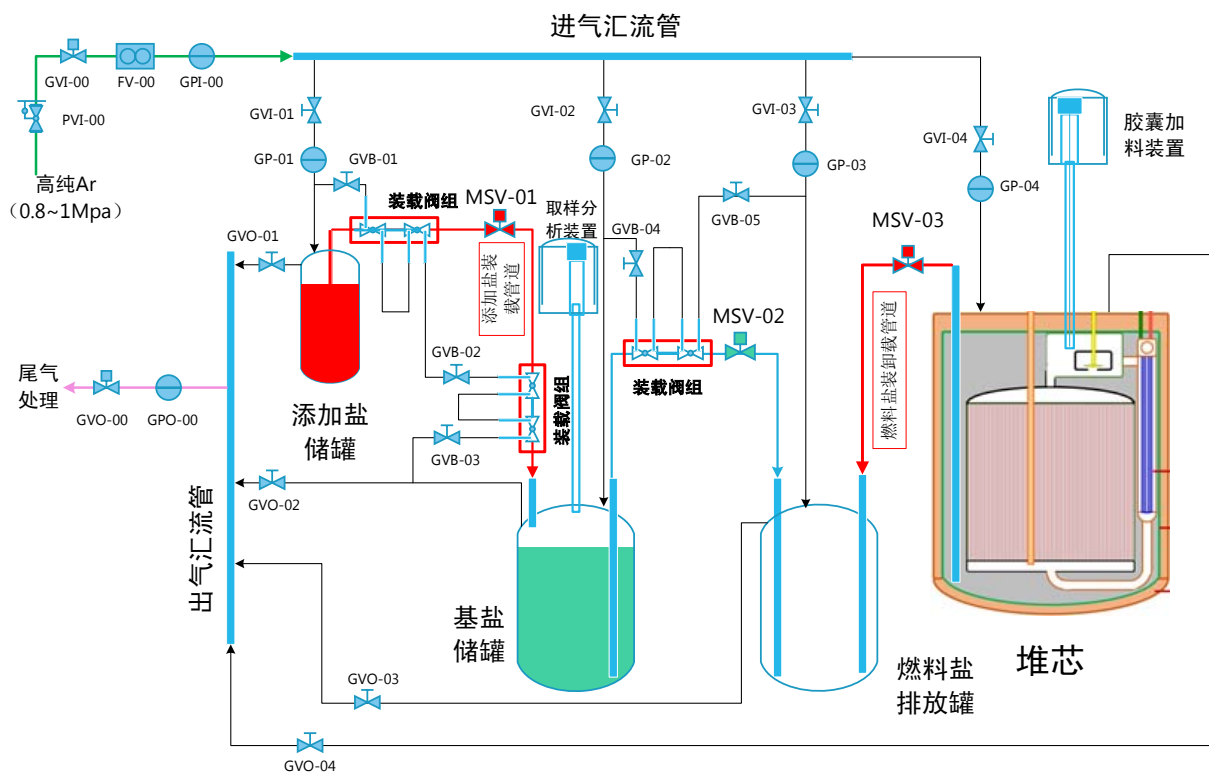 进气汇流管
GVI-00
FV-00
GPI-00
PVI-00
高纯Ar
（0.8~1Mpa）
GVI-01
GVI-02
GVI-03
GVI-04
GP-01
GP-02
GP-03
GP-04
胶囊加
料装置
GVB-01
装载阀组
MSV-01
取样分
析装置
GVB-04
GVB-05
MSV-03
GVO-01
添加盐装
载管道
燃料盐装卸线管道
MSV-02
GVB-02
装载阀组
装载阀组
尾气
处理
GVO-00
GPO-00
添加盐
储罐
GVB-03
GVO-02
出气汇流管
基盐
储罐
燃料盐
排放罐
堆芯
GVO-03
GVO-04